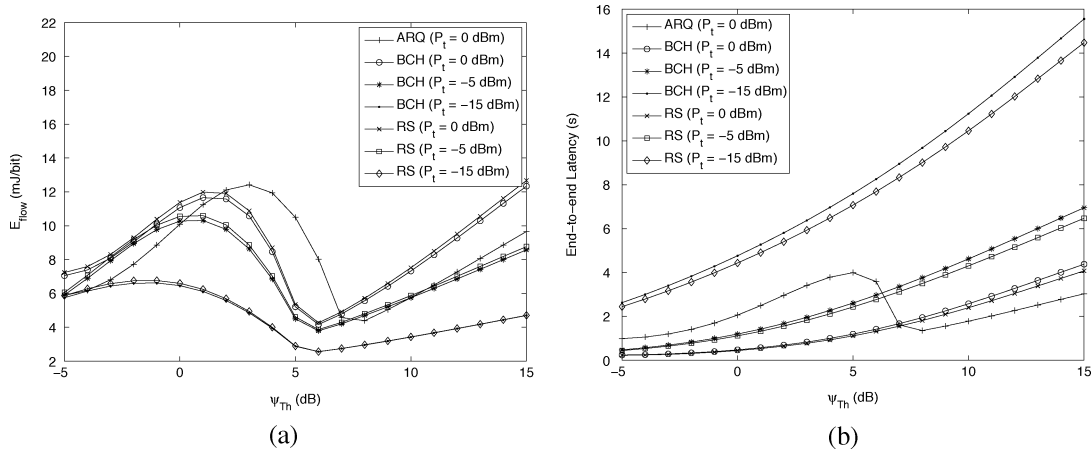 22
20
18
16
14
12
10
8
6
4
2
-5
0
5
10
15
E_flow (mJ/bit)
Ψ_Th (dB)
ARQ (P_t = 0 dBm)
BCH (P_t = 0 dBm)
BCH (P_t = −5 dBm)
BCH (P_t = −15 dBm)
RS (P_t = 0 dBm)
RS (P_t = −5 dBm)
RS (P_t = −15 dBm)
(a)
16
14
12
10
8
6
4
2
0
-5
0
5
10
15
End-to-end Latency (s)
Ψ_Th (dB)
ARQ (P_t = 0 dBm)
BCH (P_t = 0 dBm)
BCH (P_t = −5 dBm)
BCH (P_t = −15 dBm)
RS (P_t = 0 dBm)
RS (P_t = −5 dBm)
RS (P_t = −15 dBm)
(b)